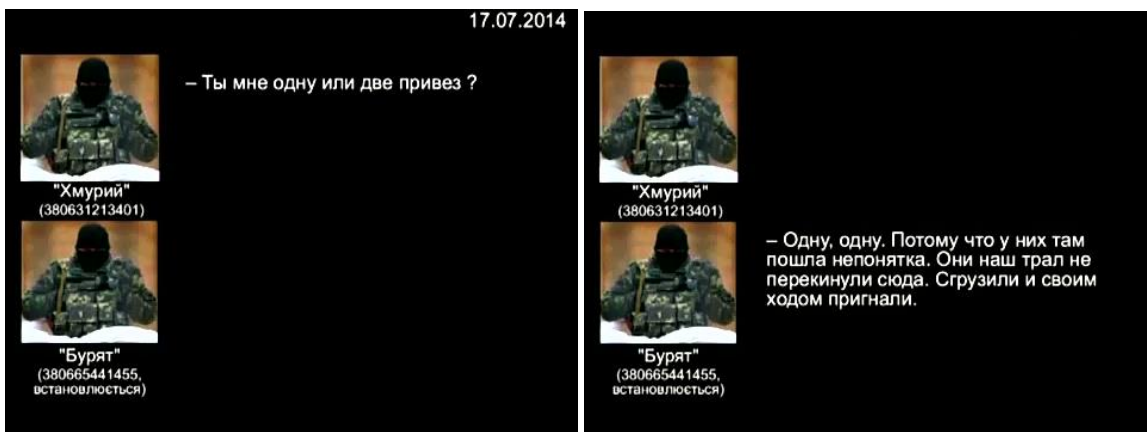 17.07.2014
– Ты мне одну или две привез ?
"Хмурий"
(380631213401)
"Бурят"
(380665441455,
встановлюється)
"Хмурий"
(380631213401)
– Одну, одну. Потому что у них там
пошла непонятка. Они наш трал не
перекинули сюда. Сгрузили и своим
ходом пригнали.
"Бурят"
(380665441455,
встановлюється)